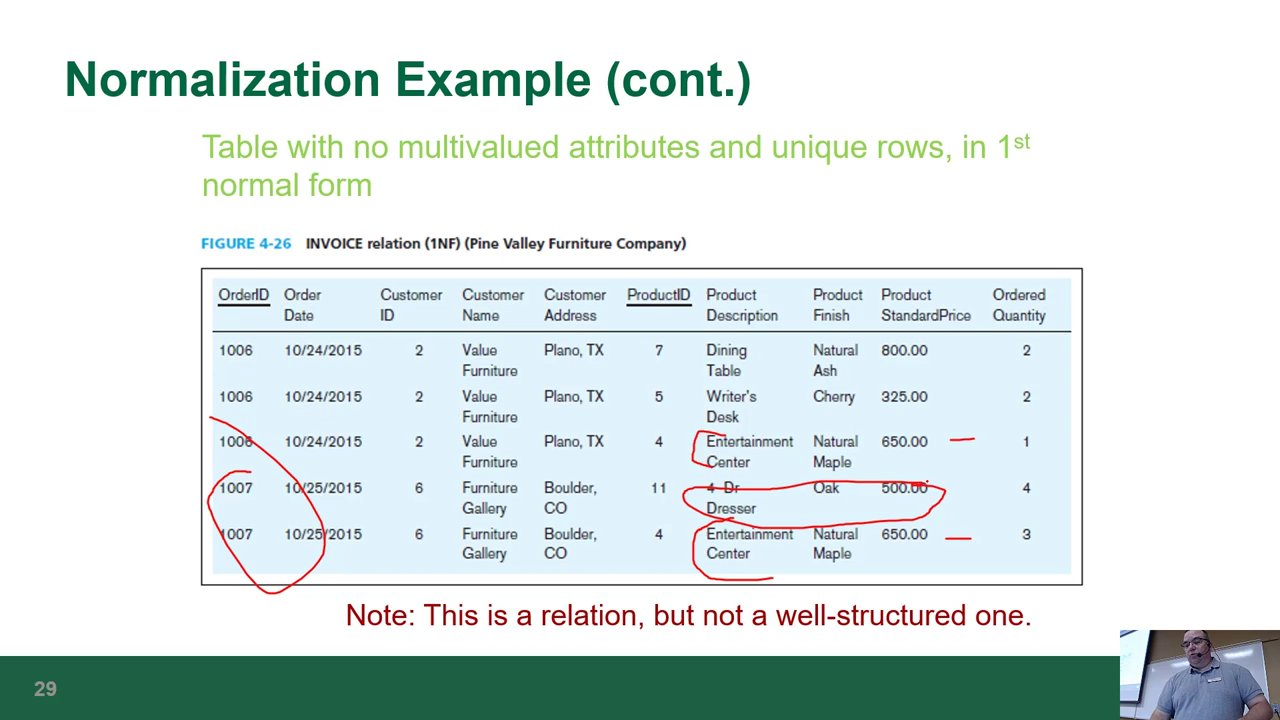 Normalization Example (cont.)
Table with no multivalued attributes and unique rows, in 1st
normal form
FIGURE 4-26 INVOICE relation (1NF) (Pine Valley Furniture Company)
OrderID Order Customer Customer Customer ProductID Product Product Product Ordered
Date ID Name Address Description Finish StandardPrice Quantity
1006 10/24/2015 2 Value Plano, TX 7 Dining Natural 800.00 2
Furniture Table Ash
1006 10/24/2015 2 Value Plano, TX 5 Writer's Cherry 325.00 2
Furniture Desk
1006 10/24/2015 2 Value Plano, TX 4 Entertainment Natural 650.00 1
Furniture Center Maple
1007 10/25/2015 6 Furniture Boulder, 11 4-Dr Oak 500.00 4
Gallery CO Dresser
1007 10/25/2015 6 Furniture Boulder, 4 Entertainment Natural 650.00 3
Gallery CO Center Maple
Note: This is a relation, but not a well-structured one.
29